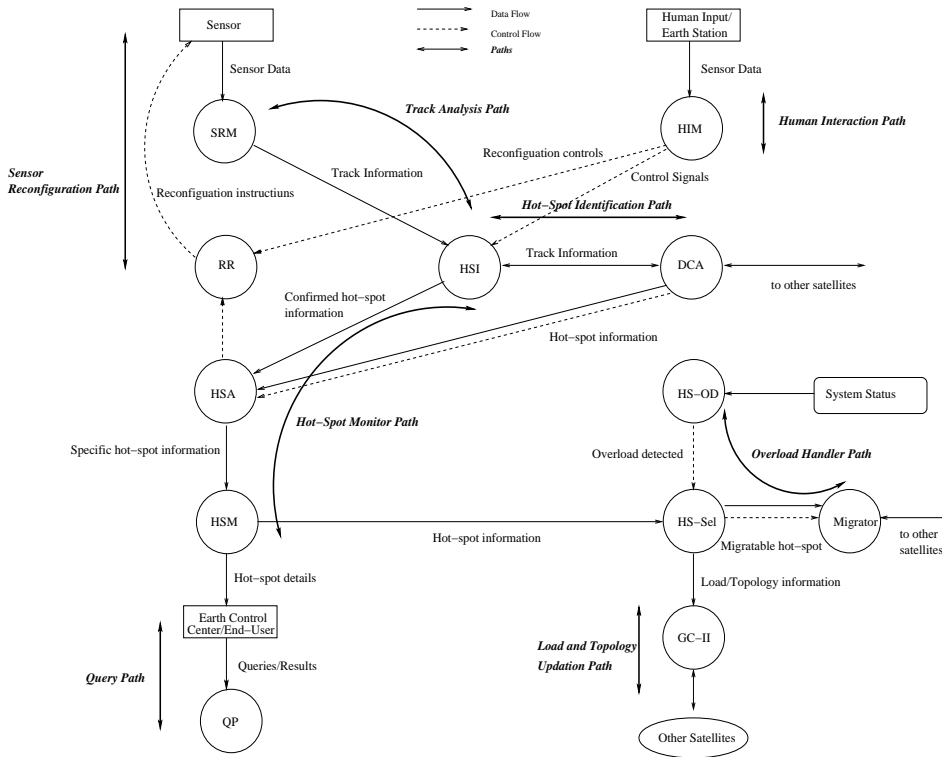 Sensor
Data Flow
Control Flow
Paths
Human Input/
Earth Station
Sensor Data
Sensor Data
Track Analysis Path
SRM
HIM
Human Interaction Path
Reconfiguation controls
Sensor
Reconfiguration Path
Reconfiguation instructiuns
Track Information
Control Signals
Hot-Spot Identification Path
RR
HSI
Track Information
DCA
to other satellites
Confirmed hot-spot
information
Hot-spot information
HSA
HS-OD
System Status
Hot-Spot Monitor Path
Specific hot-spot information
Overload detected
Overload Handler Path
HSM
HS-Sel
Migrator
Hot-spot information
Migratable hot-spot
to other
satellites
Hot-spot details
Load/Topology information
Earth Control
Center/End-User
GC-II
Load and Topology
Updation Path
Queries/Results
Query Path
QP
Other Satellites